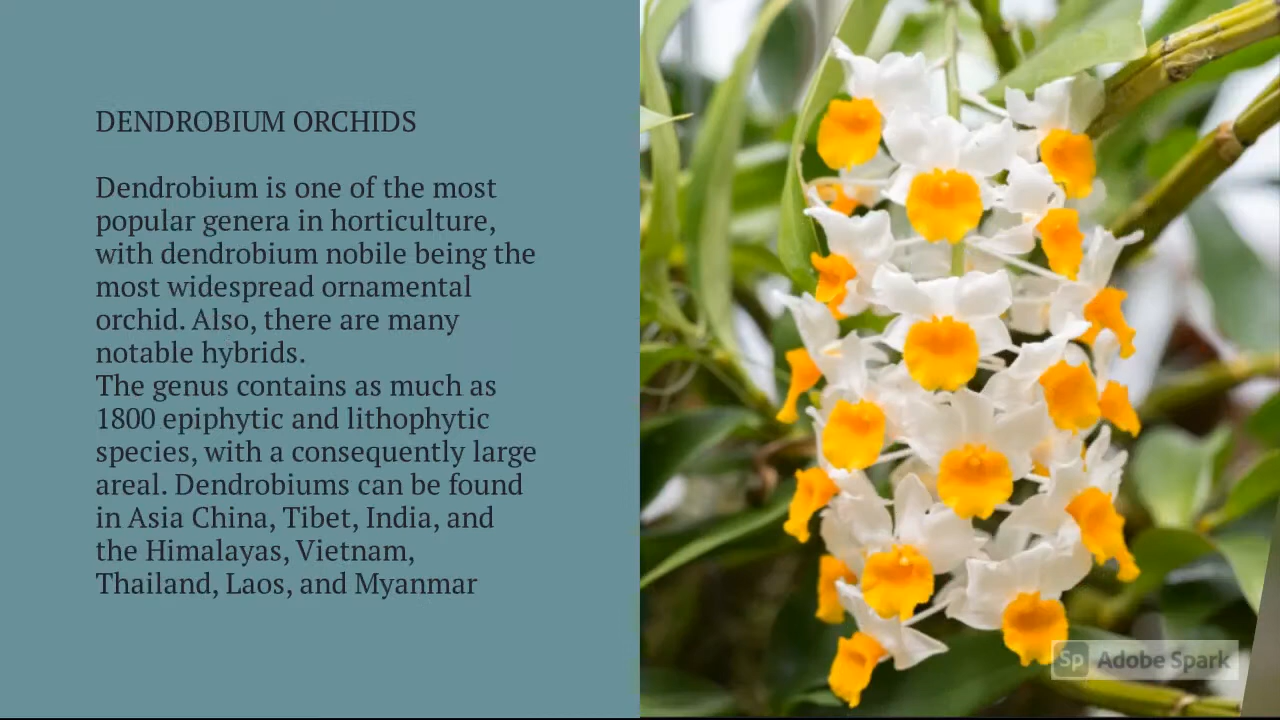 DENDROBIUM ORCHIDS
Dendrobium is one of the most
popular genera in horticulture,
with dendrobium nobile being the
most widespread ornamental
orchid. Also, there are many
notable hybrids.
The genus contains as much as
1800 epiphytic and lithophytic
species, with a consequently large
areal. Dendrobiums can be found
in Asia China, Tibet, India, and
the Himalayas, Vietnam,
Thailand, Laos, and Myanmar
Sp Adobe Spark